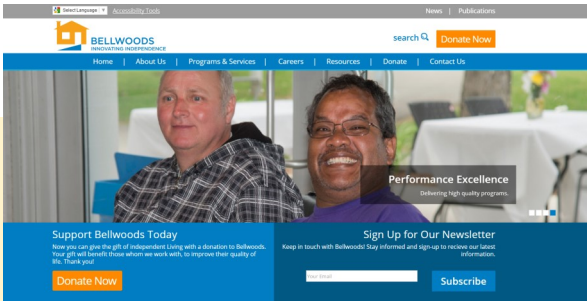 Select Language ▼
Accessibility Tools
News | Publications
BELLWOODS
INNOVATING INDEPENDENCE
search
Donate Now
Home | About Us | Programs & Services | Careers | Resources | Donate | Contact Us
Performance Excellence
Delivering high quality programs.
Support Bellwoods Today
Now you can give the gift of independent Living with a donation to Bellwoods.
Your gift will benefit those whom we work with, to improve their quality of
life. Thank you!
Donate Now
Sign Up for Our Newsletter
Keep in touch with Bellwoods! Stay informed and sign-up to recieve our latest
information.
Your Email
Subscribe